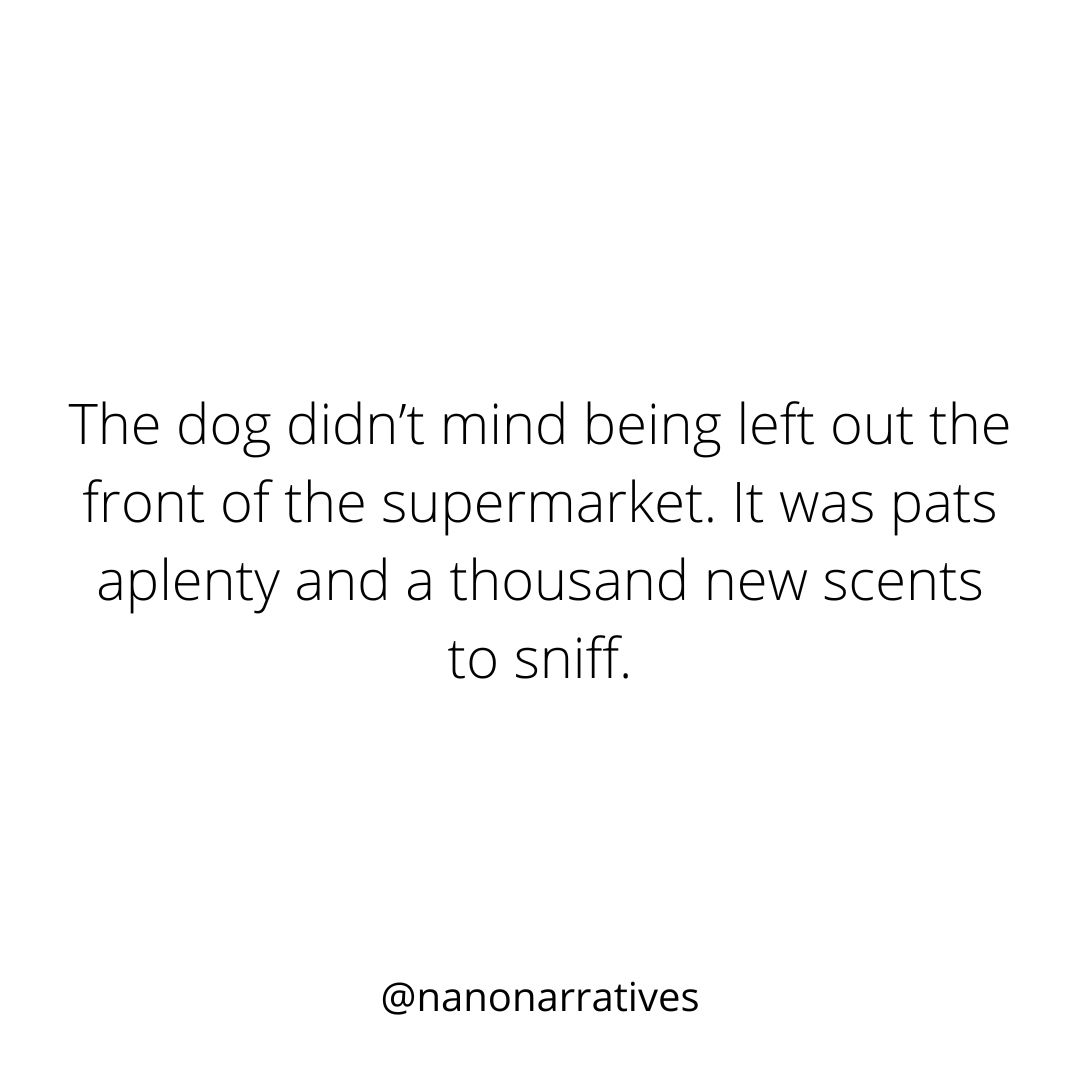 The dog didn’t mind being left out the
front of the supermarket. It was pats
aplenty and a thousand new scents
to sniff.
@nanonarratives